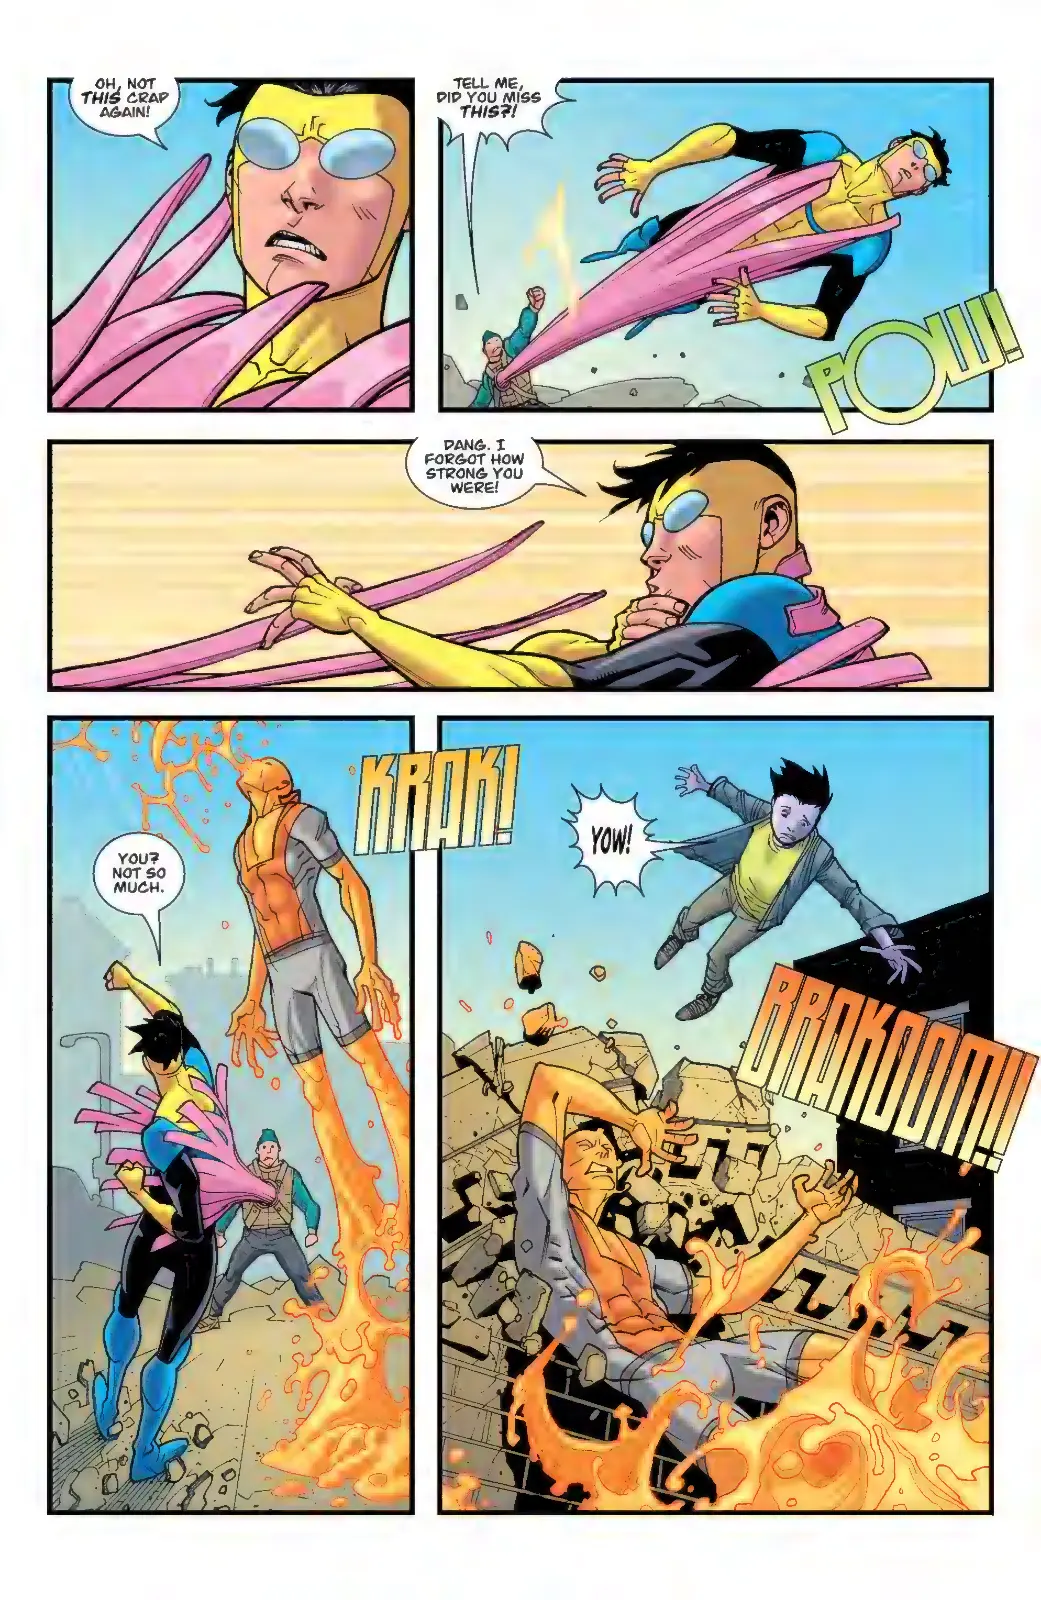 OH, NOT
THIS CRAP
AGAIN!
TELL ME,
DID YOU MISS
THIS?!
POW!!
DANG. I
FORGOT HOW
STRONG YOU
WERE!
KRAK!
YOU?
NOT SO
MUCH.
YOW!
BRAKOOM!!